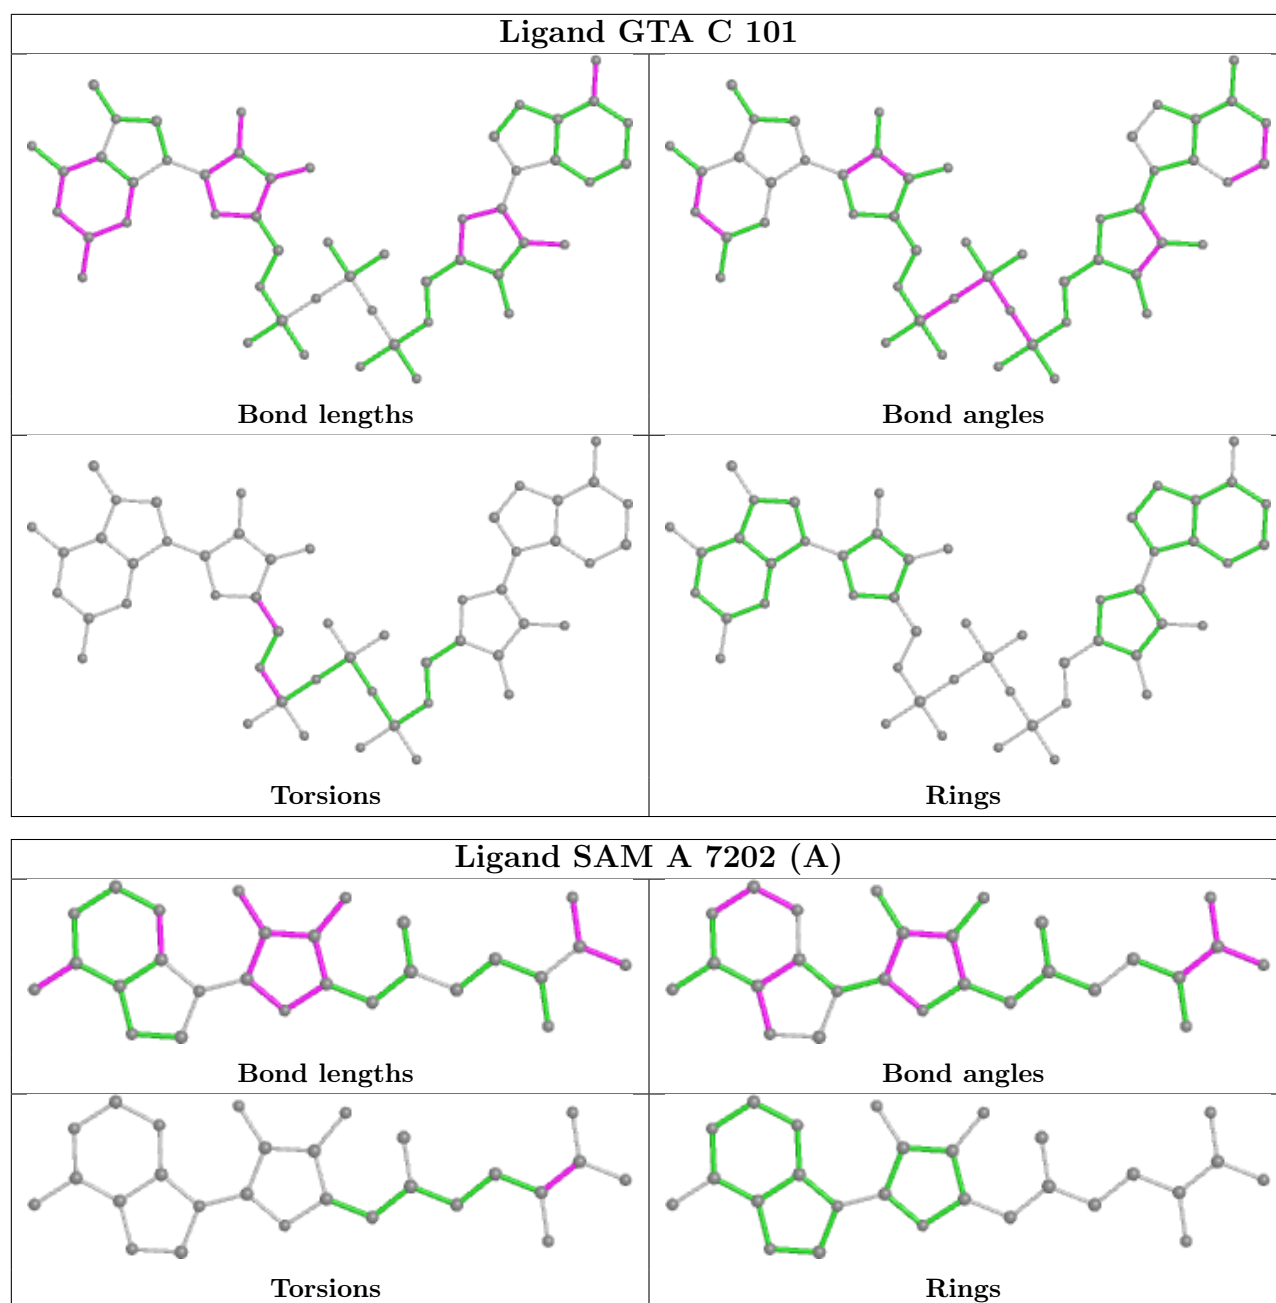 Ligand GTA C 101
Bond lengths
Bond angles
Torsions
Rings
Ligand SAM A 7202 (A)
Bond lengths
Bond angles
Torsions
Rings